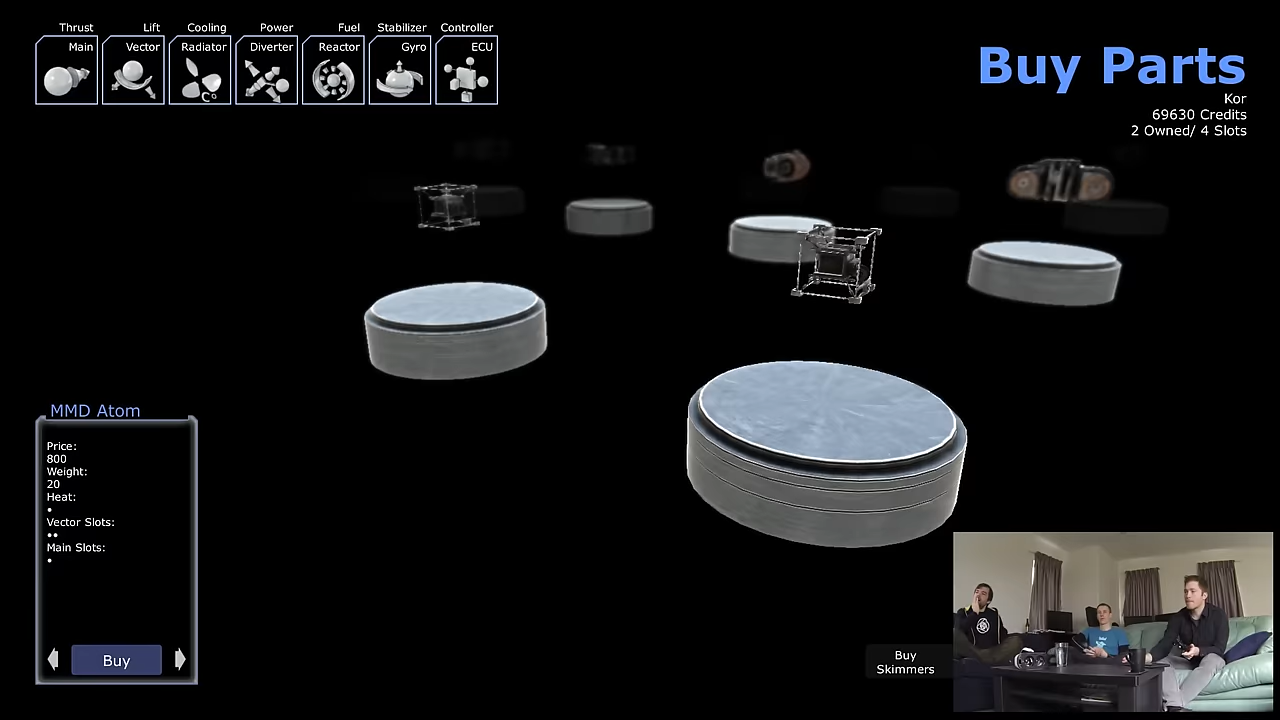 Thrust
Lift
Cooling
Power
Fuel
Stabilizer
Controller
Main
Vector
Radiator
Diverter
Reactor
Gyro
ECU
C°
Buy Parts
Kor
69630 Credits
2 Owned/ 4 Slots
MMD Atom
Price:
800
Weight:
20
Heat:
•
Vector Slots:
••
Main Slots:
•
Buy
Buy
Skimmers